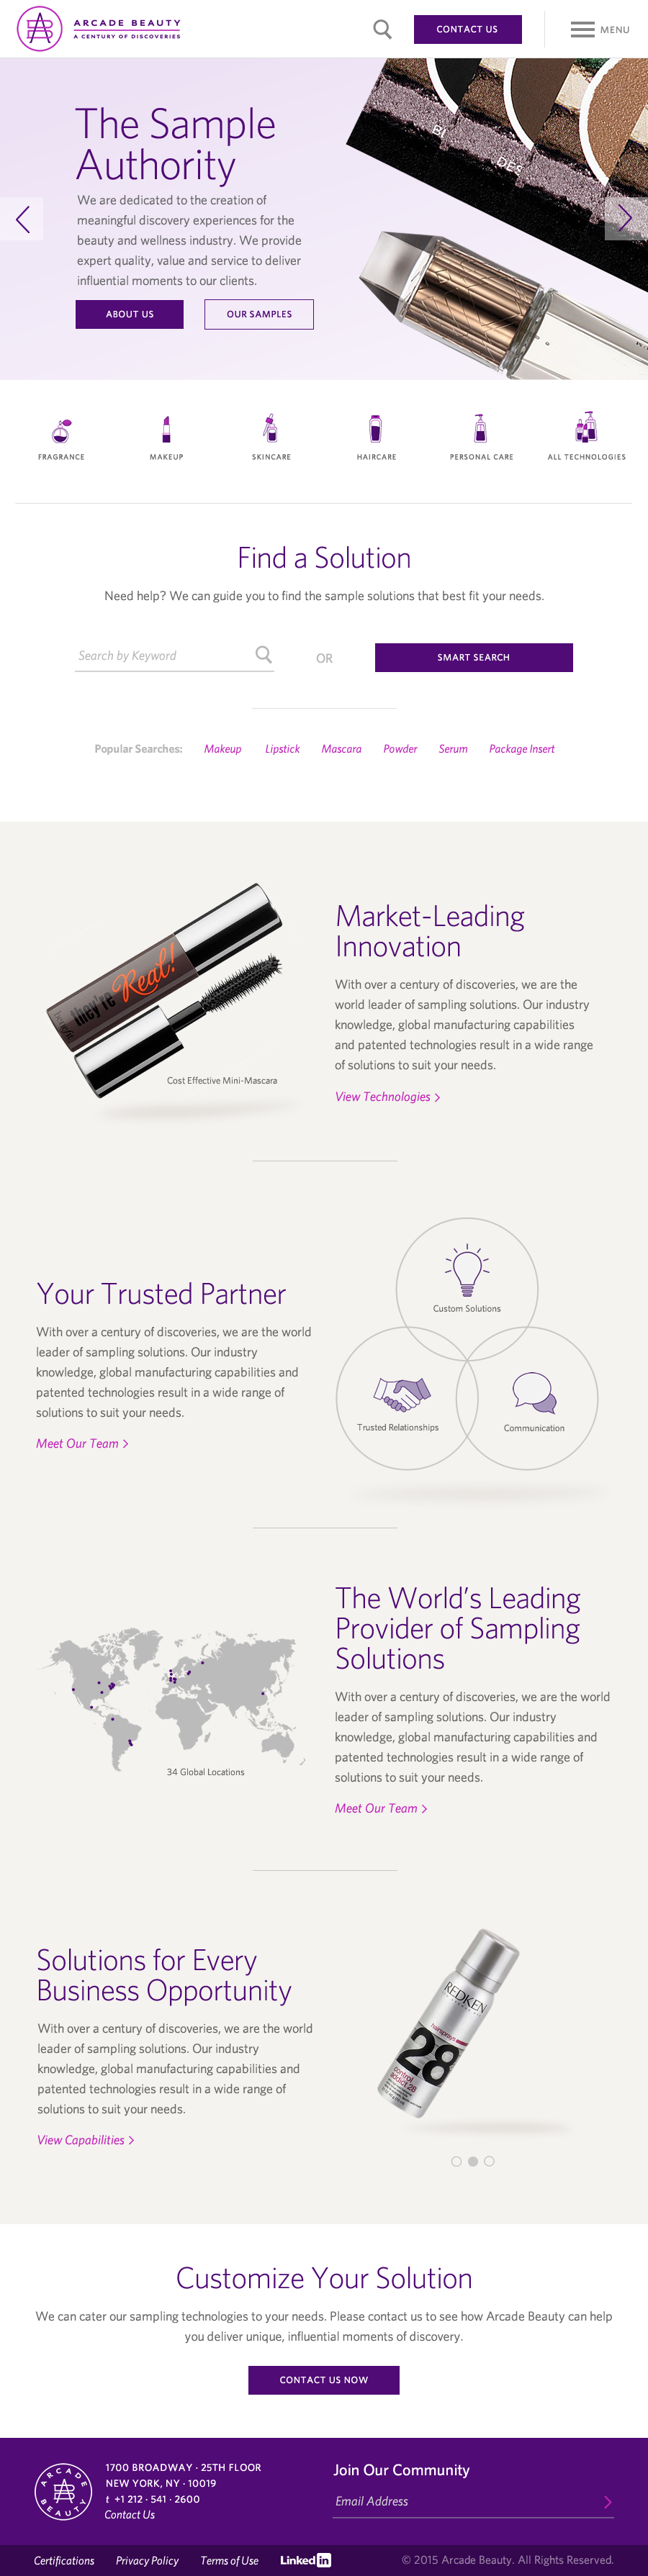 ARCADE BEAUTY
A CENTURY OF DISCOVERIES
CONTACT US
MENU
The Sample
Authority
We are dedicated to the creation of
meaningful discovery experiences for the
beauty and wellness industry. We provide
expert quality, value and service to deliver
influential moments to our clients.
ABOUT US
OUR SAMPLES
FRAGRANCE
MAKEUP
SKINCARE
HAIRCARE
PERSONAL CARE
ALL TECHNOLOGIES
Find a Solution
Need help? We can guide you to find the sample solutions that best fit your needs.
Search by Keyword
OR
SMART SEARCH
Popular Searches: Makeup Lipstick Mascara Powder Serum Package Insert
they're Real!
benefit
Cost Effective Mini-Mascara
Market-Leading
Innovation
With over a century of discoveries, we are the
world leader of sampling solutions. Our industry
knowledge, global manufacturing capabilities
and patented technologies result in a wide range
of solutions to suit your needs.
View Technologies
Your Trusted Partner
With over a century of discoveries, we are the world
leader of sampling solutions. Our industry
knowledge, global manufacturing capabilities and
patented technologies result in a wide range of
solutions to suit your needs.
Meet Our Team
Custom Solutions
Trusted Relationships
Communication
34 Global Locations
The World's Leading
Provider of Sampling
Solutions
With over a century of discoveries, we are the world
leader of sampling solutions. Our industry
knowledge, global manufacturing capabilities and
patented technologies result in a wide range of
solutions to suit your needs.
Meet Our Team
Solutions for Every
Business Opportunity
With over a century of discoveries, we are the world
leader of sampling solutions. Our industry
knowledge, global manufacturing capabilities and
patented technologies result in a wide range of
solutions to suit your needs.
View Capabilities
REDKEN
hairsprays
28
control
addict 28
Customize Your Solution
We can cater our sampling technologies to your needs. Please contact us to see how Arcade Beauty can help
you deliver unique, influential moments of discovery.
CONTACT US NOW
ARCADE
BEAUTY
1700 BROADWAY · 25TH FLOOR
NEW YORK, NY · 10019
t +1 212 · 541 · 2600
Contact Us
Join Our Community
Email Address
Certifications
Privacy Policy
Terms of Use
Linked in
© 2015 Arcade Beauty. All Rights Reserved.